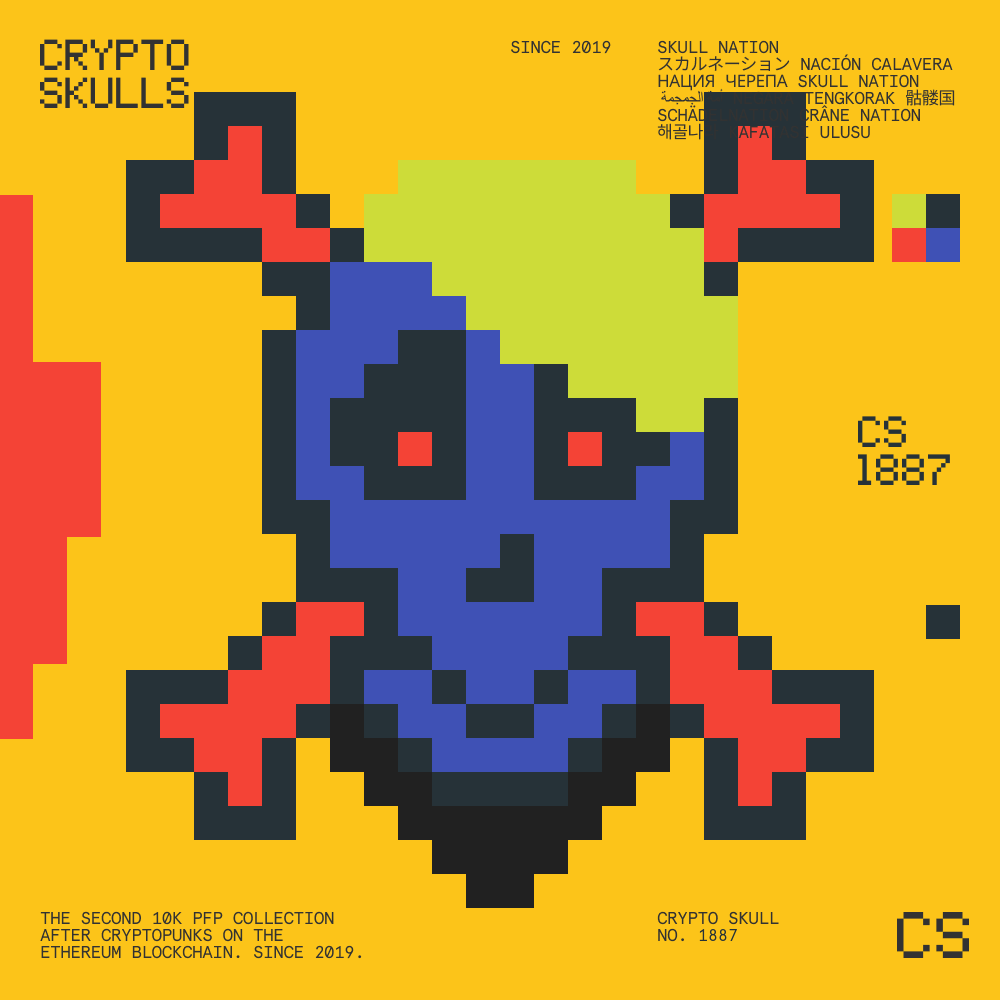 CRYPTO
SKULLS
SINCE 2019
SKULL NATION
スカルネーション NACIÓN CALAVERA
НАЦИЯ ЧЕРЕПА SKULL NATION
الجمجمة TENGKORAK 骷髅国
SCHÄD CRÂNE NATION
해골나 KAFA ULUSU
CS
1887
THE SECOND 10K PFP COLLECTION
AFTER CRYPTOPUNKS ON THE
ETHEREUM BLOCKCHAIN. SINCE 2019.
CRYPTO SKULL
NO. 1887
CS